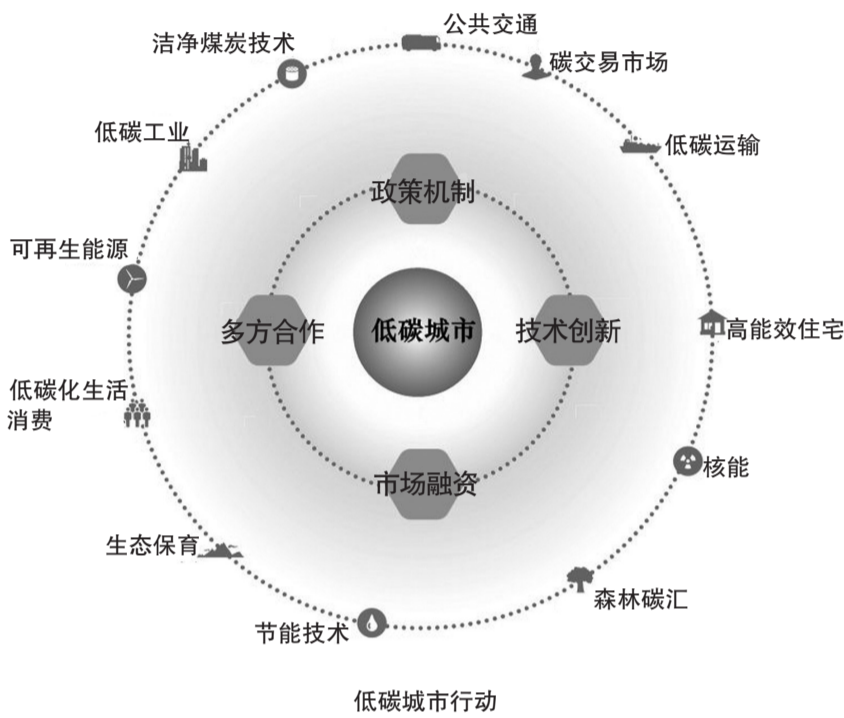 公共交通
洁净煤炭技术
碳交易市场
低碳工业
低碳运输
政策机制
可再生能源
多方合作
低碳城市
技术创新
高能效住宅
低碳化生活
消费
核能
市场融资
生态保育
森林碳汇
节能技术
低碳城市行动